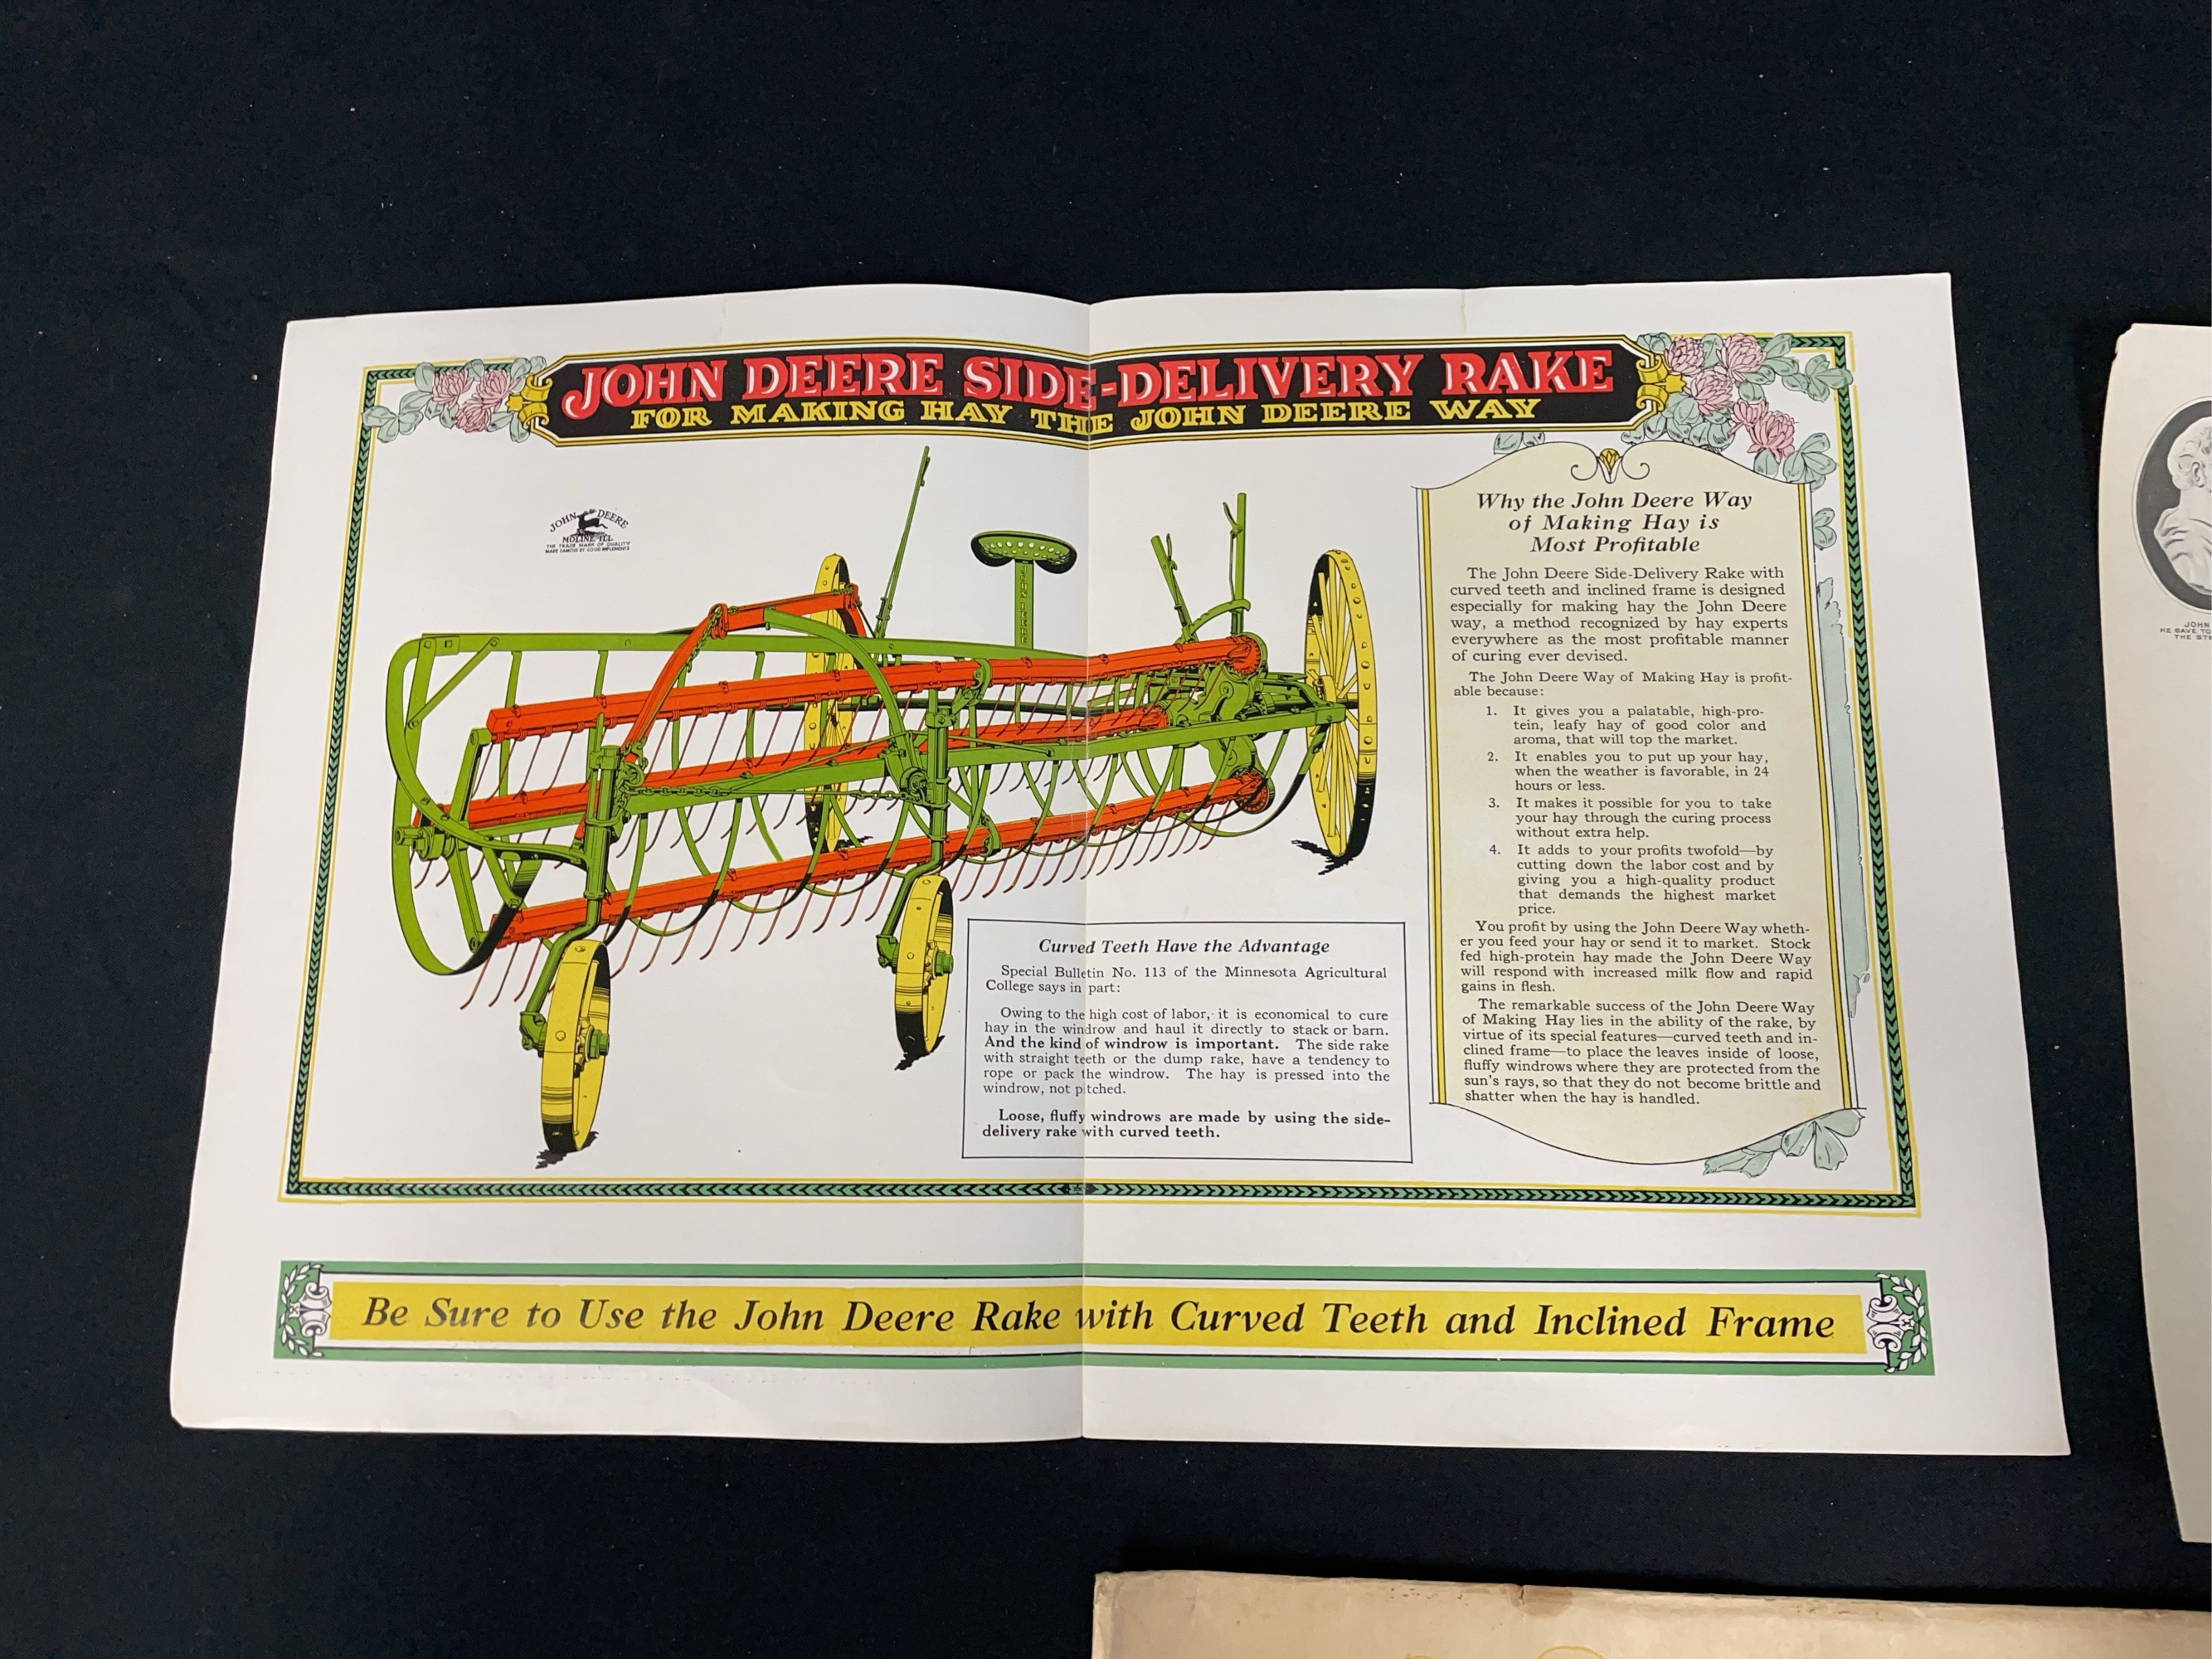 JOHN DEERE SIDE-DELIVERY RAKE
FOR MAKING HAY THE JOHN DEERE WAY
JOHN DEERE
MOLINE, ILL.
THE TRADE MARK OF QUALITY
MADE FAMOUS BY GOOD IMPLEMENTS
JOHN DEERE
Curved Teeth Have the Advantage
Special Bulletin No. 113 of the Minnesota Agricultural
College says in part:
Owing to the high cost of labor, it is economical to cure
hay in the windrow and haul it directly to stack or barn.
And the kind of windrow is important. The side rake
with straight teeth or the dump rake, have a tendency to
rope or pack the windrow. The hay is pressed into the
windrow, not pitched.
Loose, fluffy windrows are made by using the side-
delivery rake with curved teeth.
Why the John Deere Way
of Making Hay is
Most Profitable
The John Deere Side-Delivery Rake with
curved teeth and inclined frame is designed
especially for making hay the John Deere
way, a method recognized by hay experts
everywhere as the most profitable manner
of curing ever devised.
The John Deere Way of Making Hay is profit-
able because:
1. It gives you a palatable, high-pro-
tein, leafy hay of good color and
aroma, that will top the market.
2. It enables you to put up your hay,
when the weather is favorable, in 24
hours or less.
3. It makes it possible for you to take
your hay through the curing process
without extra help.
4. It adds to your profits twofold—by
cutting down the labor cost and by
giving you a high-quality product
that demands the highest market
price.
You profit by using the John Deere Way wheth-
er you feed your hay or send it to market. Stock
fed high-protein hay made the John Deere Way
will respond with increased milk flow and rapid
gains in flesh.
The remarkable success of the John Deere Way
of Making Hay lies in the ability of the rake, by
virtue of its special features—curved teeth and in-
clined frame—to place the leaves inside of loose,
fluffy windrows where they are protected from the
sun's rays, so that they do not become brittle and
shatter when the hay is handled.
Be Sure to Use the John Deere Rake with Curved Teeth and Inclined Frame
JOHN
HE GAVE TO
THE STE